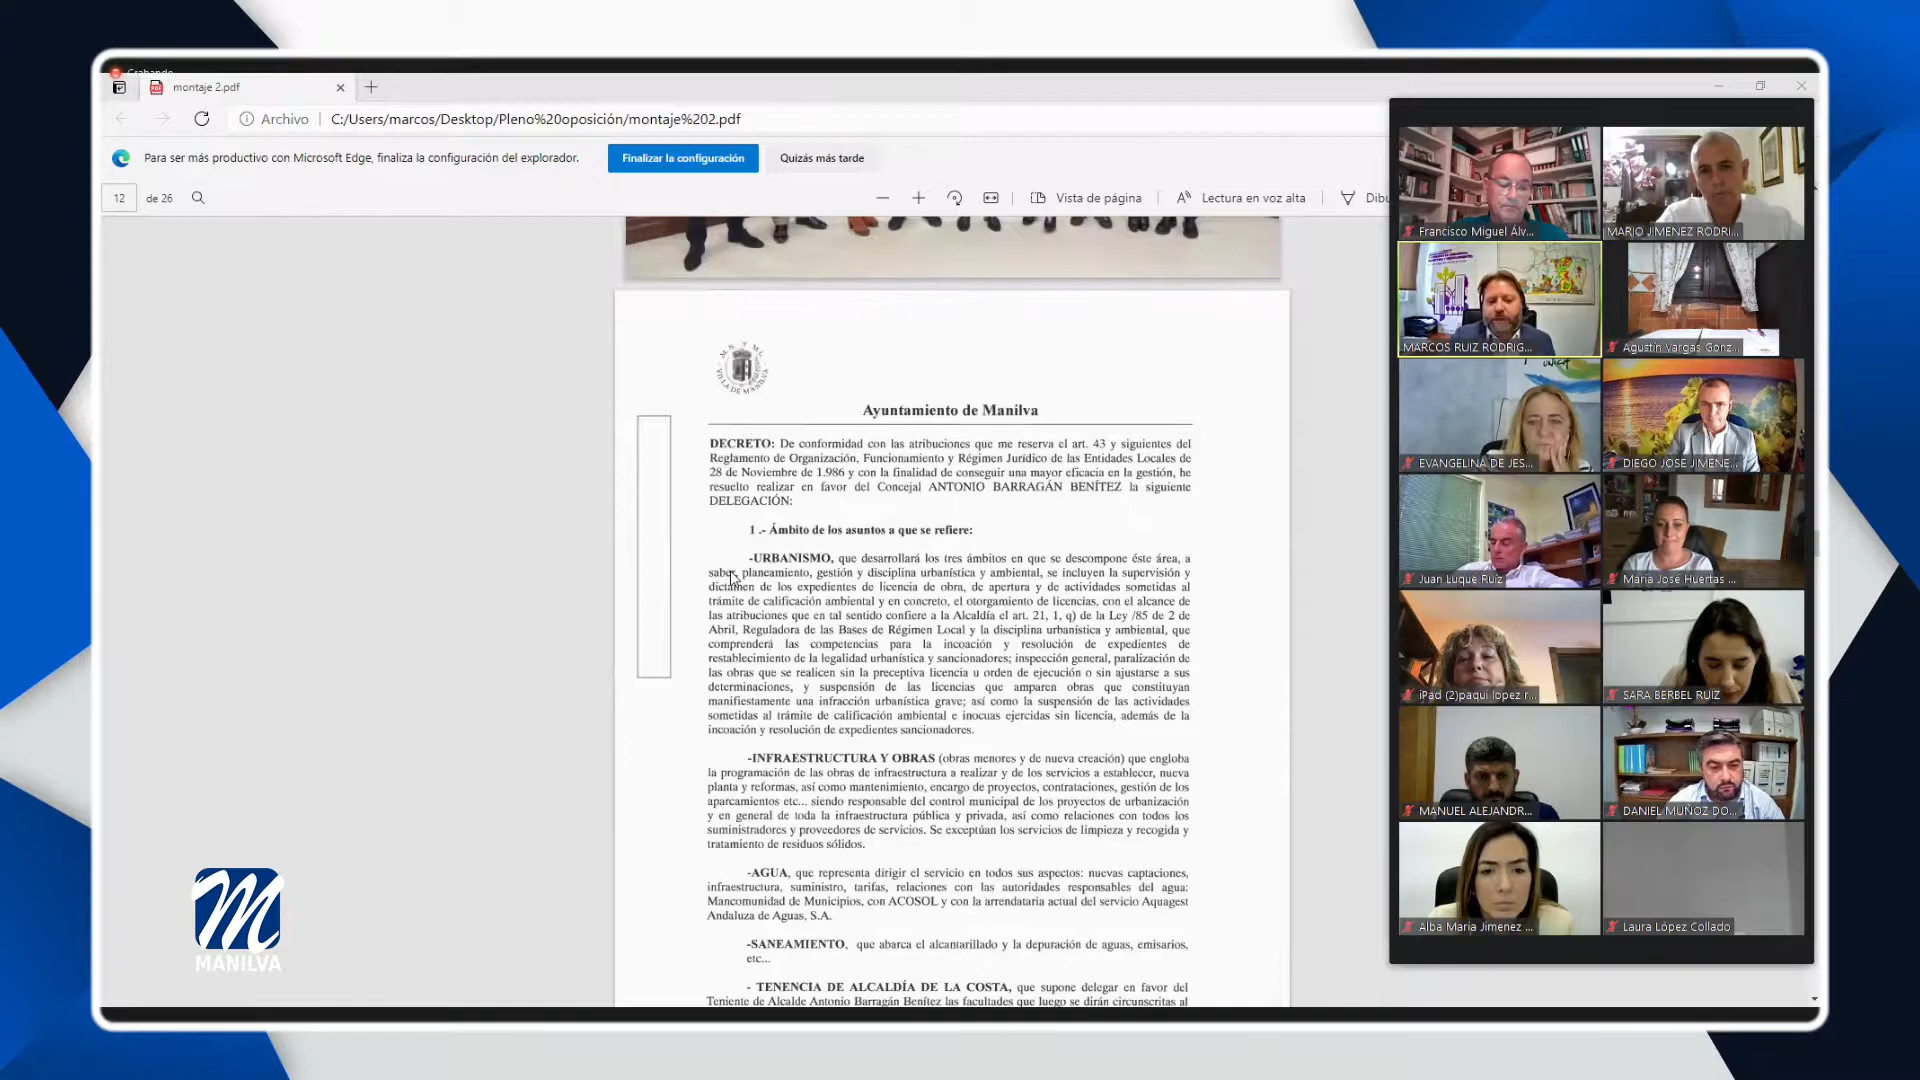 Grabando
montaje 2.pdf
Archivo | C:/Users/marcos/Desktop/Pleno%20oposición/montaje%202.pdf
Para ser más productivo con Microsoft Edge, finaliza la configuración del explorador.
Finalizar la configuración
Quizás más tarde
12 de 26
Vista de página
Lectura en voz alta
Dibu
VILLA DE MANILVA
Ayuntamiento de Manilva
DECRETO: De conformidad con las atribuciones que me reserva el art. 43 y siguientes del
Reglamento de Organización, Funcionamiento y Régimen Jurídico de las Entidades Locales de
28 de Noviembre de 1.986 y con la finalidad de conseguir una mayor eficacia en la gestión, he
resuelto realizar en favor del Concejal ANTONIO BARRAGÁN BENÍTEZ la siguiente
DELEGACIÓN:
1 .- Ámbito de los asuntos a que se refiere:
-URBANISMO, que desarrollará los tres ámbitos en que se descompone éste área, a
saber, planeamiento, gestión y disciplina urbanística y ambiental, se incluyen la supervisión y
dictamen de los expedientes de licencia de obra, de apertura y de actividades sometidas al
trámite de calificación ambiental y en concreto, el otorgamiento de licencias, con el alcance de
las atribuciones que en tal sentido confiere a la Alcaldía el art. 21, 1, q) de la Ley /85 de 2 de
Abril, Reguladora de las Bases de Régimen Local y la disciplina urbanística y ambiental, que
comprenderá las competencias para la incoación y resolución de expedientes de
restablecimiento de la legalidad urbanística y sancionadores; inspección general, paralización de
las obras que se realicen sin la preceptiva licencia u orden de ejecución o sin ajustarse a sus
determinaciones, y suspensión de las licencias que amparen obras que constituyan
manifiestamente una infracción urbanística grave; así como la suspensión de las actividades
sometidas al trámite de calificación ambiental e inocuas ejercidas sin licencia, además de la
incoación y resolución de expedientes sancionadores.
-INFRAESTRUCTURA Y OBRAS (obras menores y de nueva creación) que engloba
la programación de las obras de infraestructura a realizar y de los servicios a establecer, nueva
planta y reformas, así como mantenimiento, encargo de proyectos, contrataciones, gestión de los
aparcamientos etc... siendo responsable del control municipal de los proyectos de urbanización
y en general de toda la infraestructura pública y privada, así como relaciones con todos los
suministradores y proveedores de servicios. Se exceptúan los servicios de limpieza y recogida y
tratamiento de residuos sólidos.
-AGUA, que representa dirigir el servicio en todos sus aspectos: nuevas captaciones,
infraestructura, suministro, tarifas, relaciones con las autoridades responsables del agua:
Mancomunidad de Municipios, con ACOSOL y con la arrendataria actual del servicio Aquagest
Andaluza de Aguas, S.A.
-SANEAMIENTO, que abarca el alcantarillado y la depuración de aguas, emisarios,
etc...
- TENENCIA DE ALCALDÍA DE LA COSTA, que supone delegar en favor del
Teniente de Alcalde Antonio Barragán Benítez las facultades que luego se dirán circunscritas al
Francisco Miguel Álv...
MARIO JIMENEZ RODRI...
MARCOS RUIZ RODRIG...
Agustín Vargas Gonz...
EVANGELINA DE JES...
DIEGO JOSE JIMENE...
Juan Luque Ruiz
Maria José Huertas ...
iPad (2)paqui lopez r...
SARA BERBEL RUIZ
MANUEL ALEJANDR...
DANIEL MUÑOZ DO...
Alba María Jimenez ...
Laura López Collado
M
MANILVA